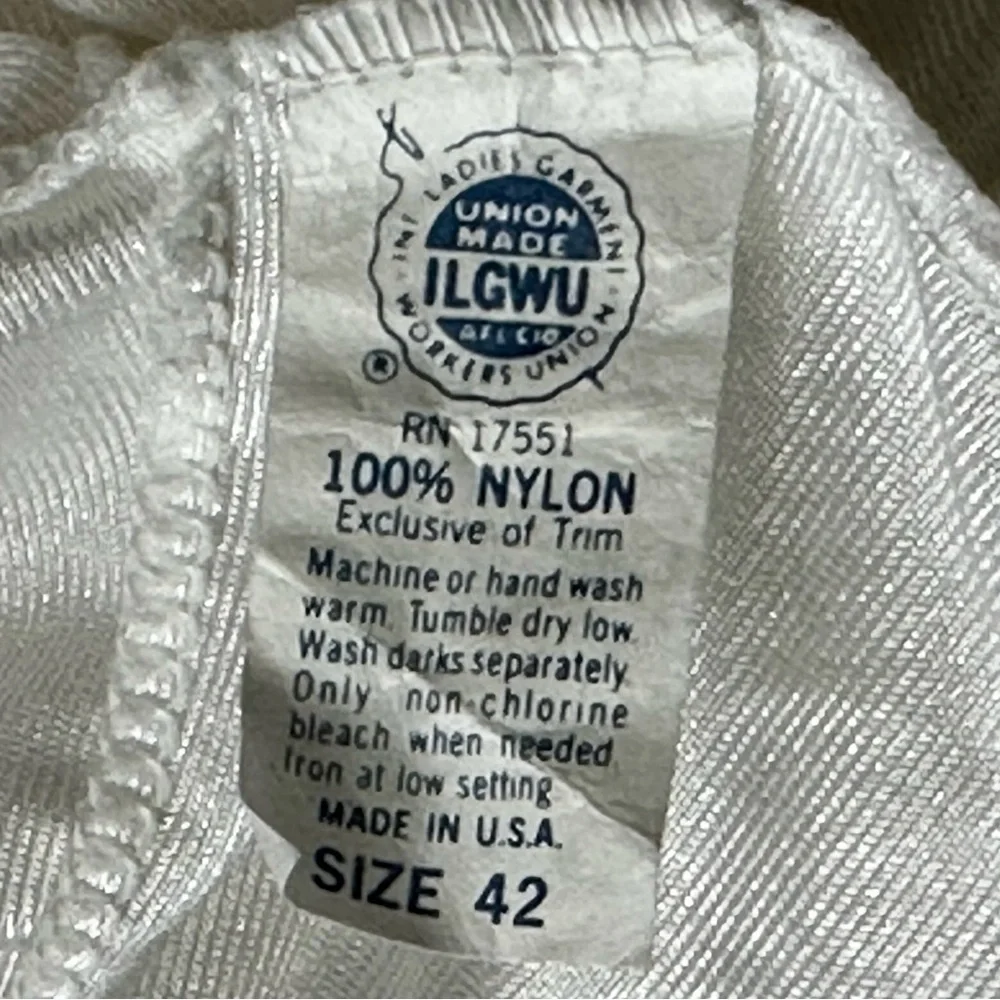 INT. LADIES GARMENT WORKERS UNION
UNION
MADE
ILGWU
AFL CIO
®
RN 17551
100% NYLON
Exclusive of Trim
Machine or hand wash
warm. Tumble dry low.
Wash darks separately.
Only non-chlorine
bleach when needed.
Iron at low setting
MADE IN U.S.A.
SIZE 42